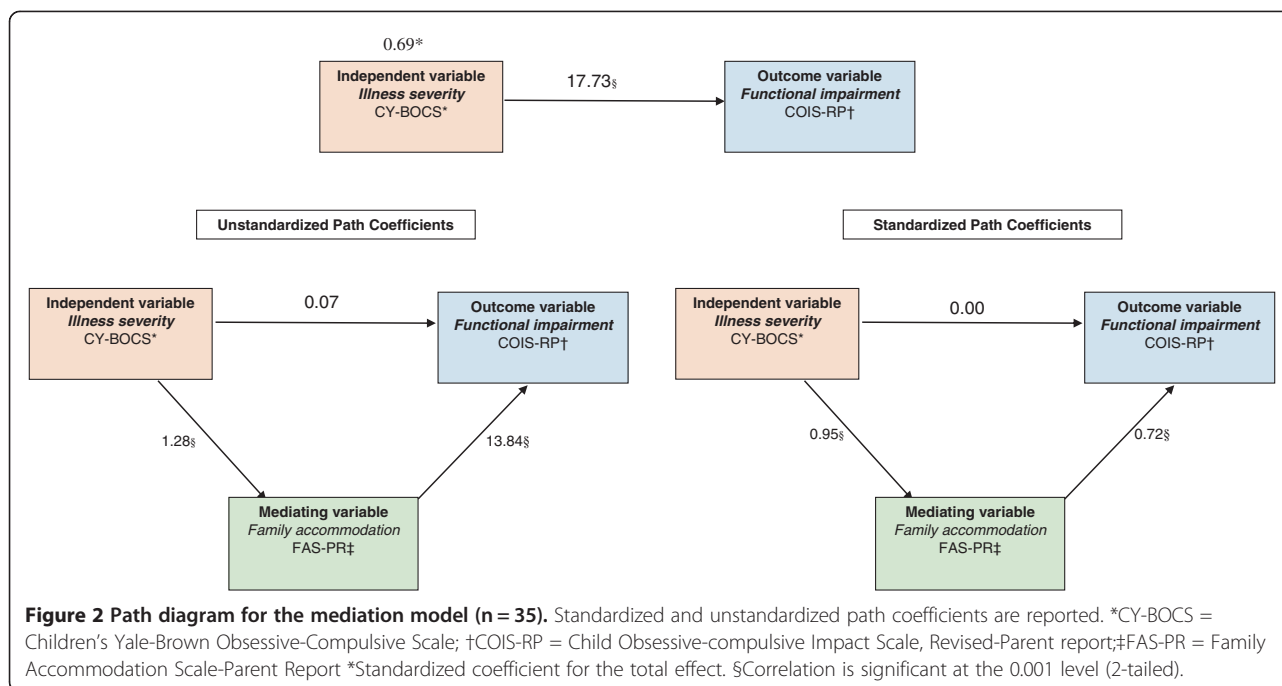 0.69*
Independent variable
Illness severity
CY-BOCS*
17.73§
Outcome variable
Functional impairment
COIS-RP†
Unstandardized Path Coefficients
Standardized Path Coefficients
Independent variable
Illness severity
CY-BOCS*
0.07
Outcome variable
Functional impairment
COIS-RP†
1.28§
13.84§
Mediating variable
Family accommodation
FAS-PR‡
Independent variable
Illness severity
CY-BOCS*
0.00
Outcome variable
Functional impairment
COIS-RP†
0.95§
0.72§
Mediating variable
Family accommodation
FAS-PR‡
Figure 2 Path diagram for the mediation model (n = 35). Standardized and unstandardized path coefficients are reported. *CY-BOCS =
Children’s Yale-Brown Obsessive-Compulsive Scale; †COIS-RP = Child Obsessive-compulsive Impact Scale, Revised-Parent report;‡FAS-PR = Family
Accommodation Scale-Parent Report *Standardized coefficient for the total effect. §Correlation is significant at the 0.001 level (2-tailed).